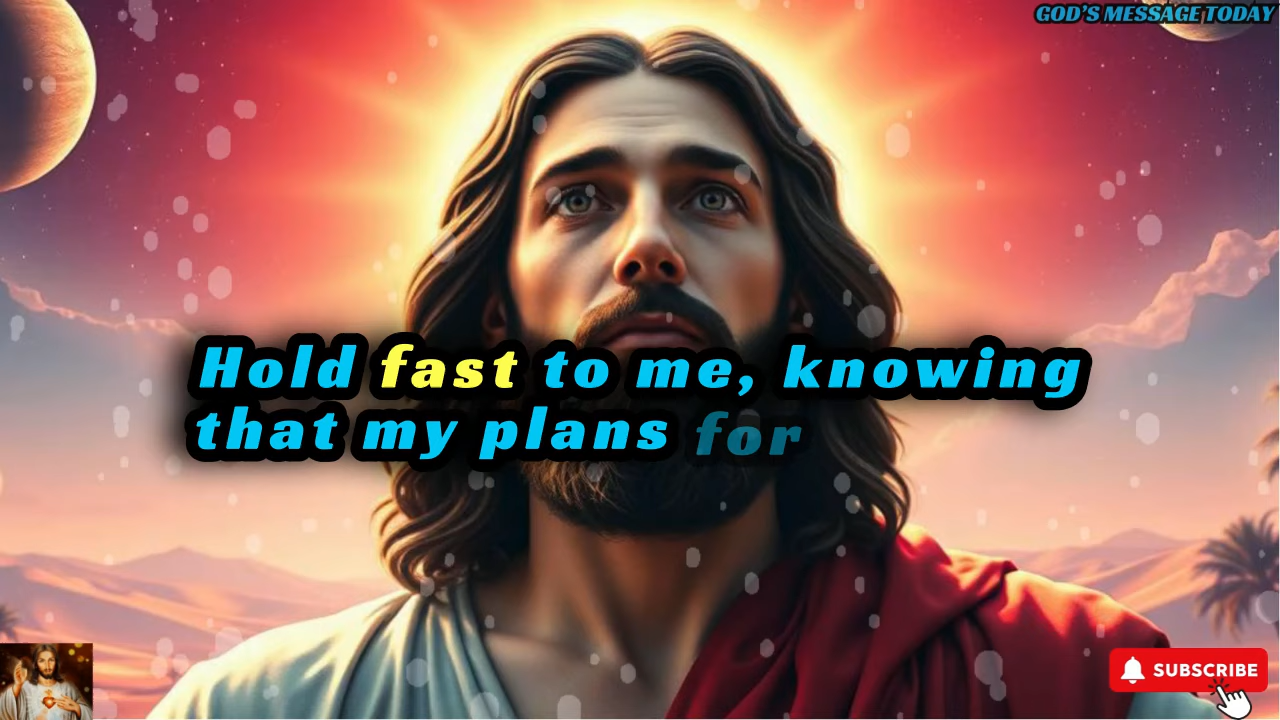 GOD'S MESSAGE TODAY
Hold fast to me, knowing
that my plans for
SUBSCRIBE